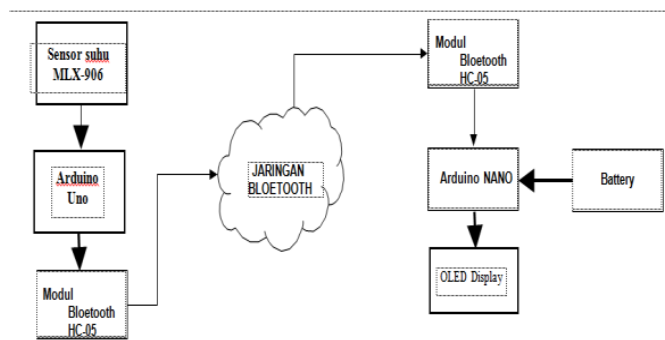 Sensor suhu
MLX-906
Arduino
Uno
Modul
Bloetooth
HC-05
JARINGAN
BLOETOOTH
Modul
Bloetooth
HC-05
Arduino NANO
Battery
OLED Display